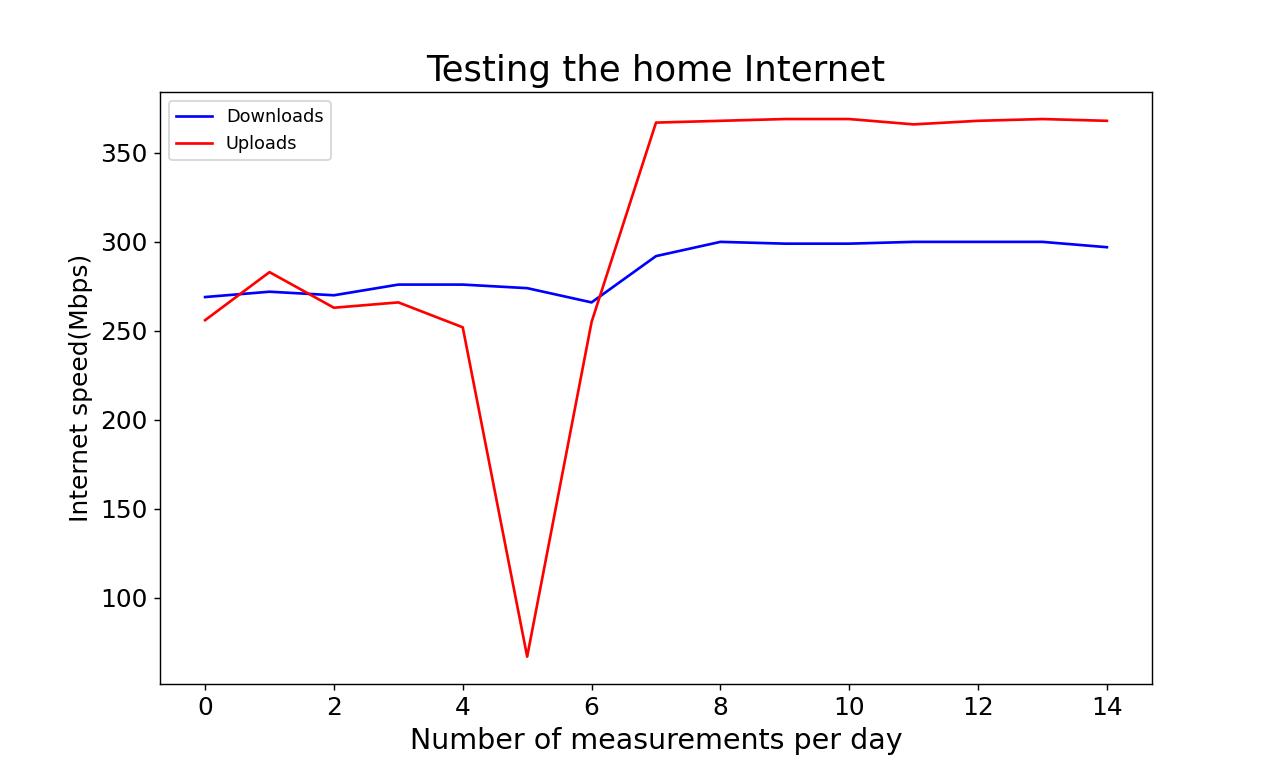 Testing the home Internet
Downloads
Uploads
350
300
250
200
150
100
Internet speed(Mbps)
0 2 4 6 8 10 12 14
Number of measurements per day